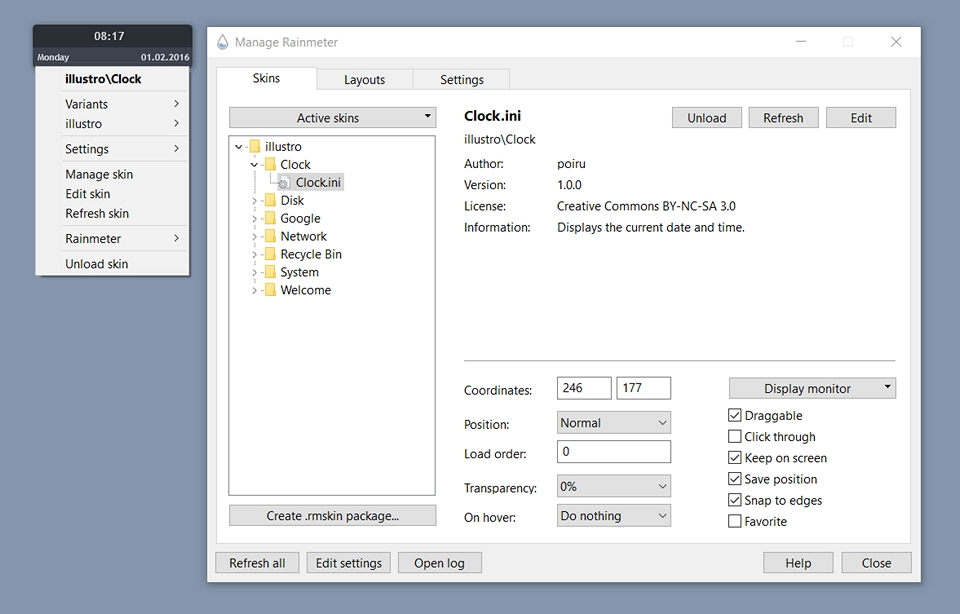 08:17
Monday 01.02.2016
illustro\Clock
Variants
illustro
Settings
Manage skin
Edit skin
Refresh skin
Rainmeter
Unload skin
Manage Rainmeter
Skins Layouts Settings
Active skins
illustro
Clock
Clock.ini
Disk
Google
Network
Recycle Bin
System
Welcome
Create .rmskin package...
Clock.ini
Unload Refresh Edit
illustro\Clock
Author: poiru
Version: 1.0.0
License: Creative Commons BY-NC-SA 3.0
Information: Displays the current date and time.
Coordinates: 246 177
Position: Normal
Load order: 0
Transparency: 0%
On hover: Do nothing
Display monitor
Draggable
Click through
Keep on screen
Save position
Snap to edges
Favorite
Refresh all Edit settings Open log Help Close